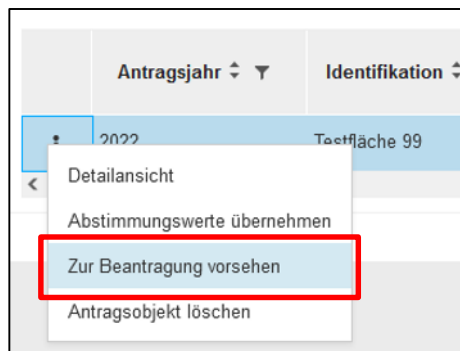 Antragsjahr Identifikation
2022 Testfläche 99
Detailansicht
Abstimmungswerte übernehmen
Zur Beantragung vorsehen
Antragsobjekt löschen